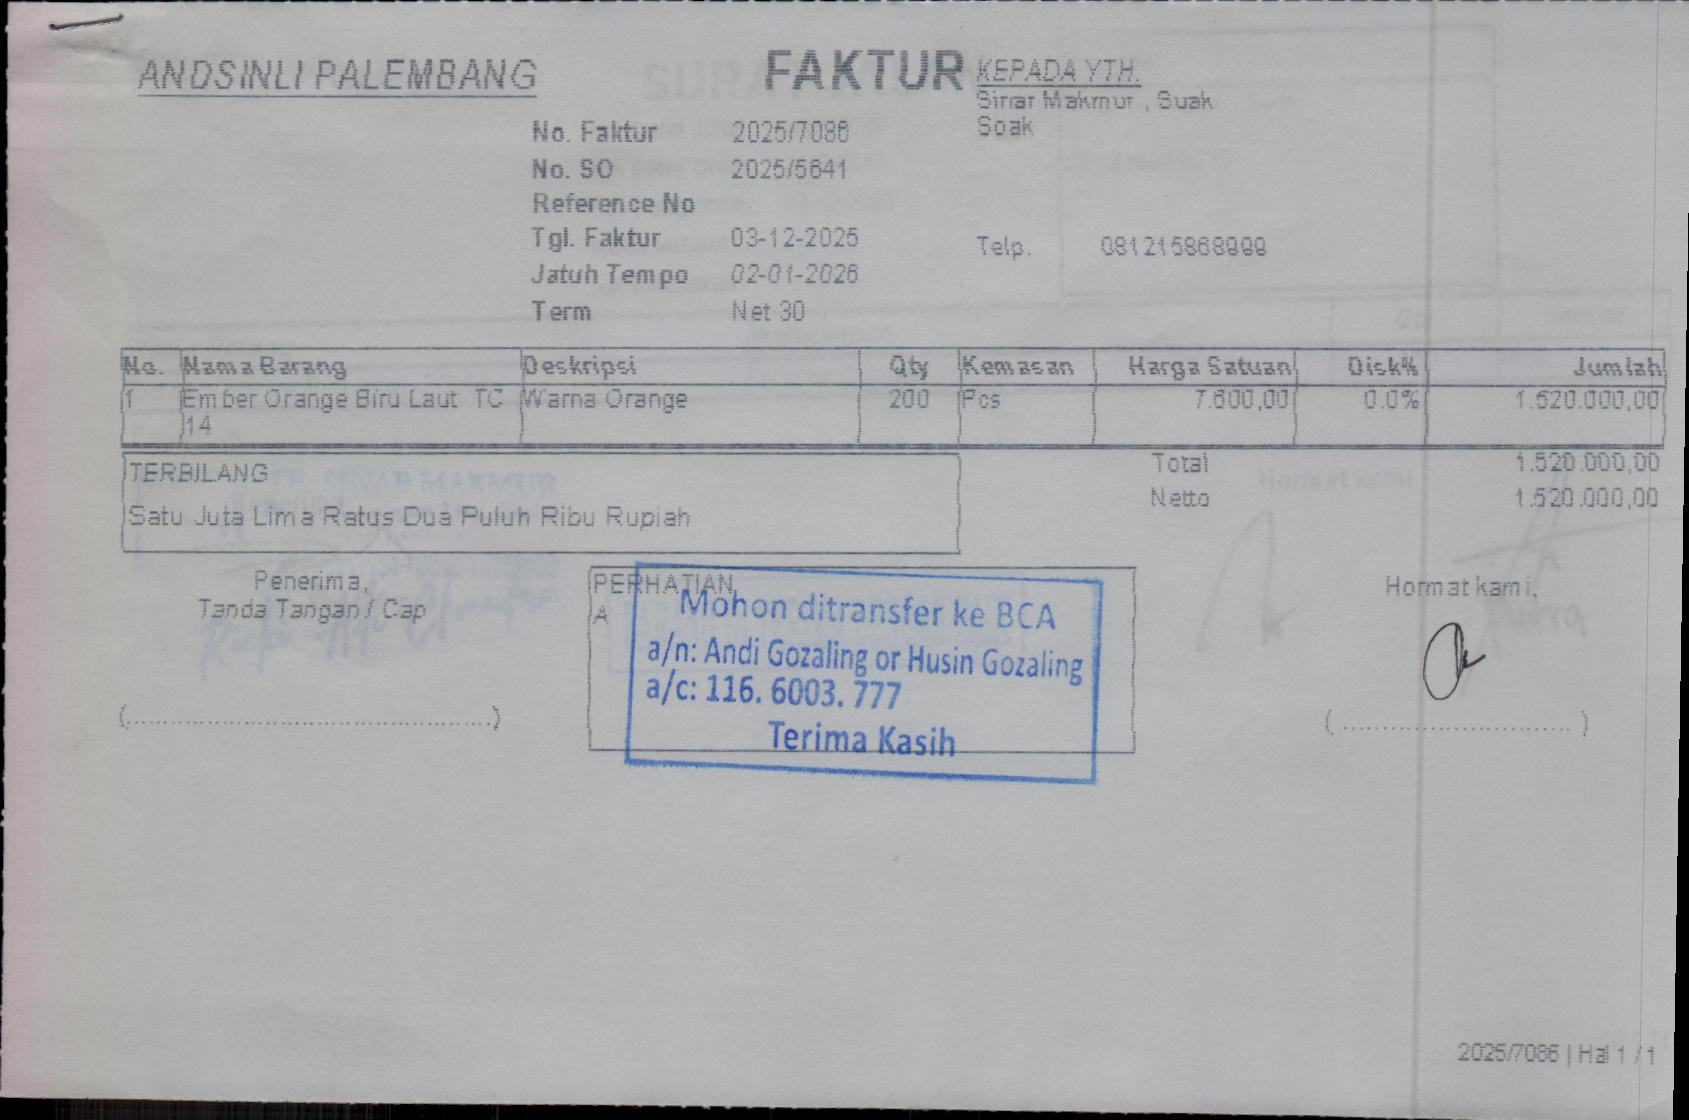 ANDSINLI PALEMBANG
FAKTUR
KEPADA YTH.
Sinar Makmur , Suak
Soak
No. Faktur 2025/7086
No. SO 2025/5641
Reference No
Tgl. Faktur 03-12-2025
Telp. 081215868999
Jatuh Tempo 02-01-2026
Term Net 30
No. Nama Barang Deskripsi Qty Kemasan Harga Satuan Disk% Jumlah
1 Ember Orange Biru Laut TC Warna Orange 200 Pcs 7.600,00 0.0% 1.520.000,00
14
TERBILANG
Satu Juta Lima Ratus Dua Puluh Ribu Rupiah
Total 1.520.000,00
Netto 1.520.000,00
Penerima,
Tanda Tangan / Cap
PERHATIAN
A
Mohon ditransfer ke BCA
a/n: Andi Gozaling or Husin Gozaling
a/c: 116. 6003. 777
Terima Kasih
Hormat kami,
(...............................................)
(..............................)
2025/7086 | Hal 1 / 1